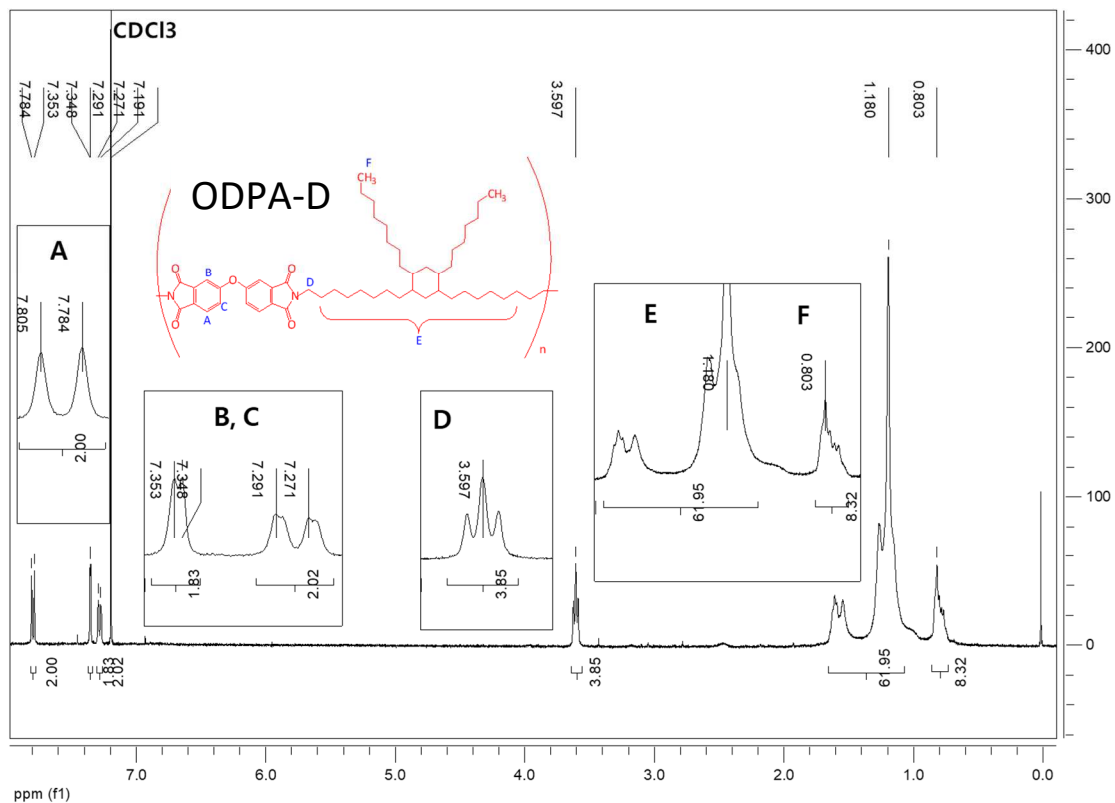 CDCl3
7.784
7.353
7.348
7.291
7.271
7.191
3.597
1.180
0.803
400
300
200
100
0
ODPA-D
F
CH3
CH3
O
O
O
B
D
N
O
N
C
A
O
O
E
n
A
7.805
7.784
2.00
B, C
7.353
7.348
7.291
7.271
1.83
2.02
D
3.597
3.85
E
F
1.180
0.803
61.95
8.32
2.00
1.83
2.02
3.85
61.95
8.32
7.0
6.0
5.0
4.0
3.0
2.0
1.0
0.0
ppm (f1)